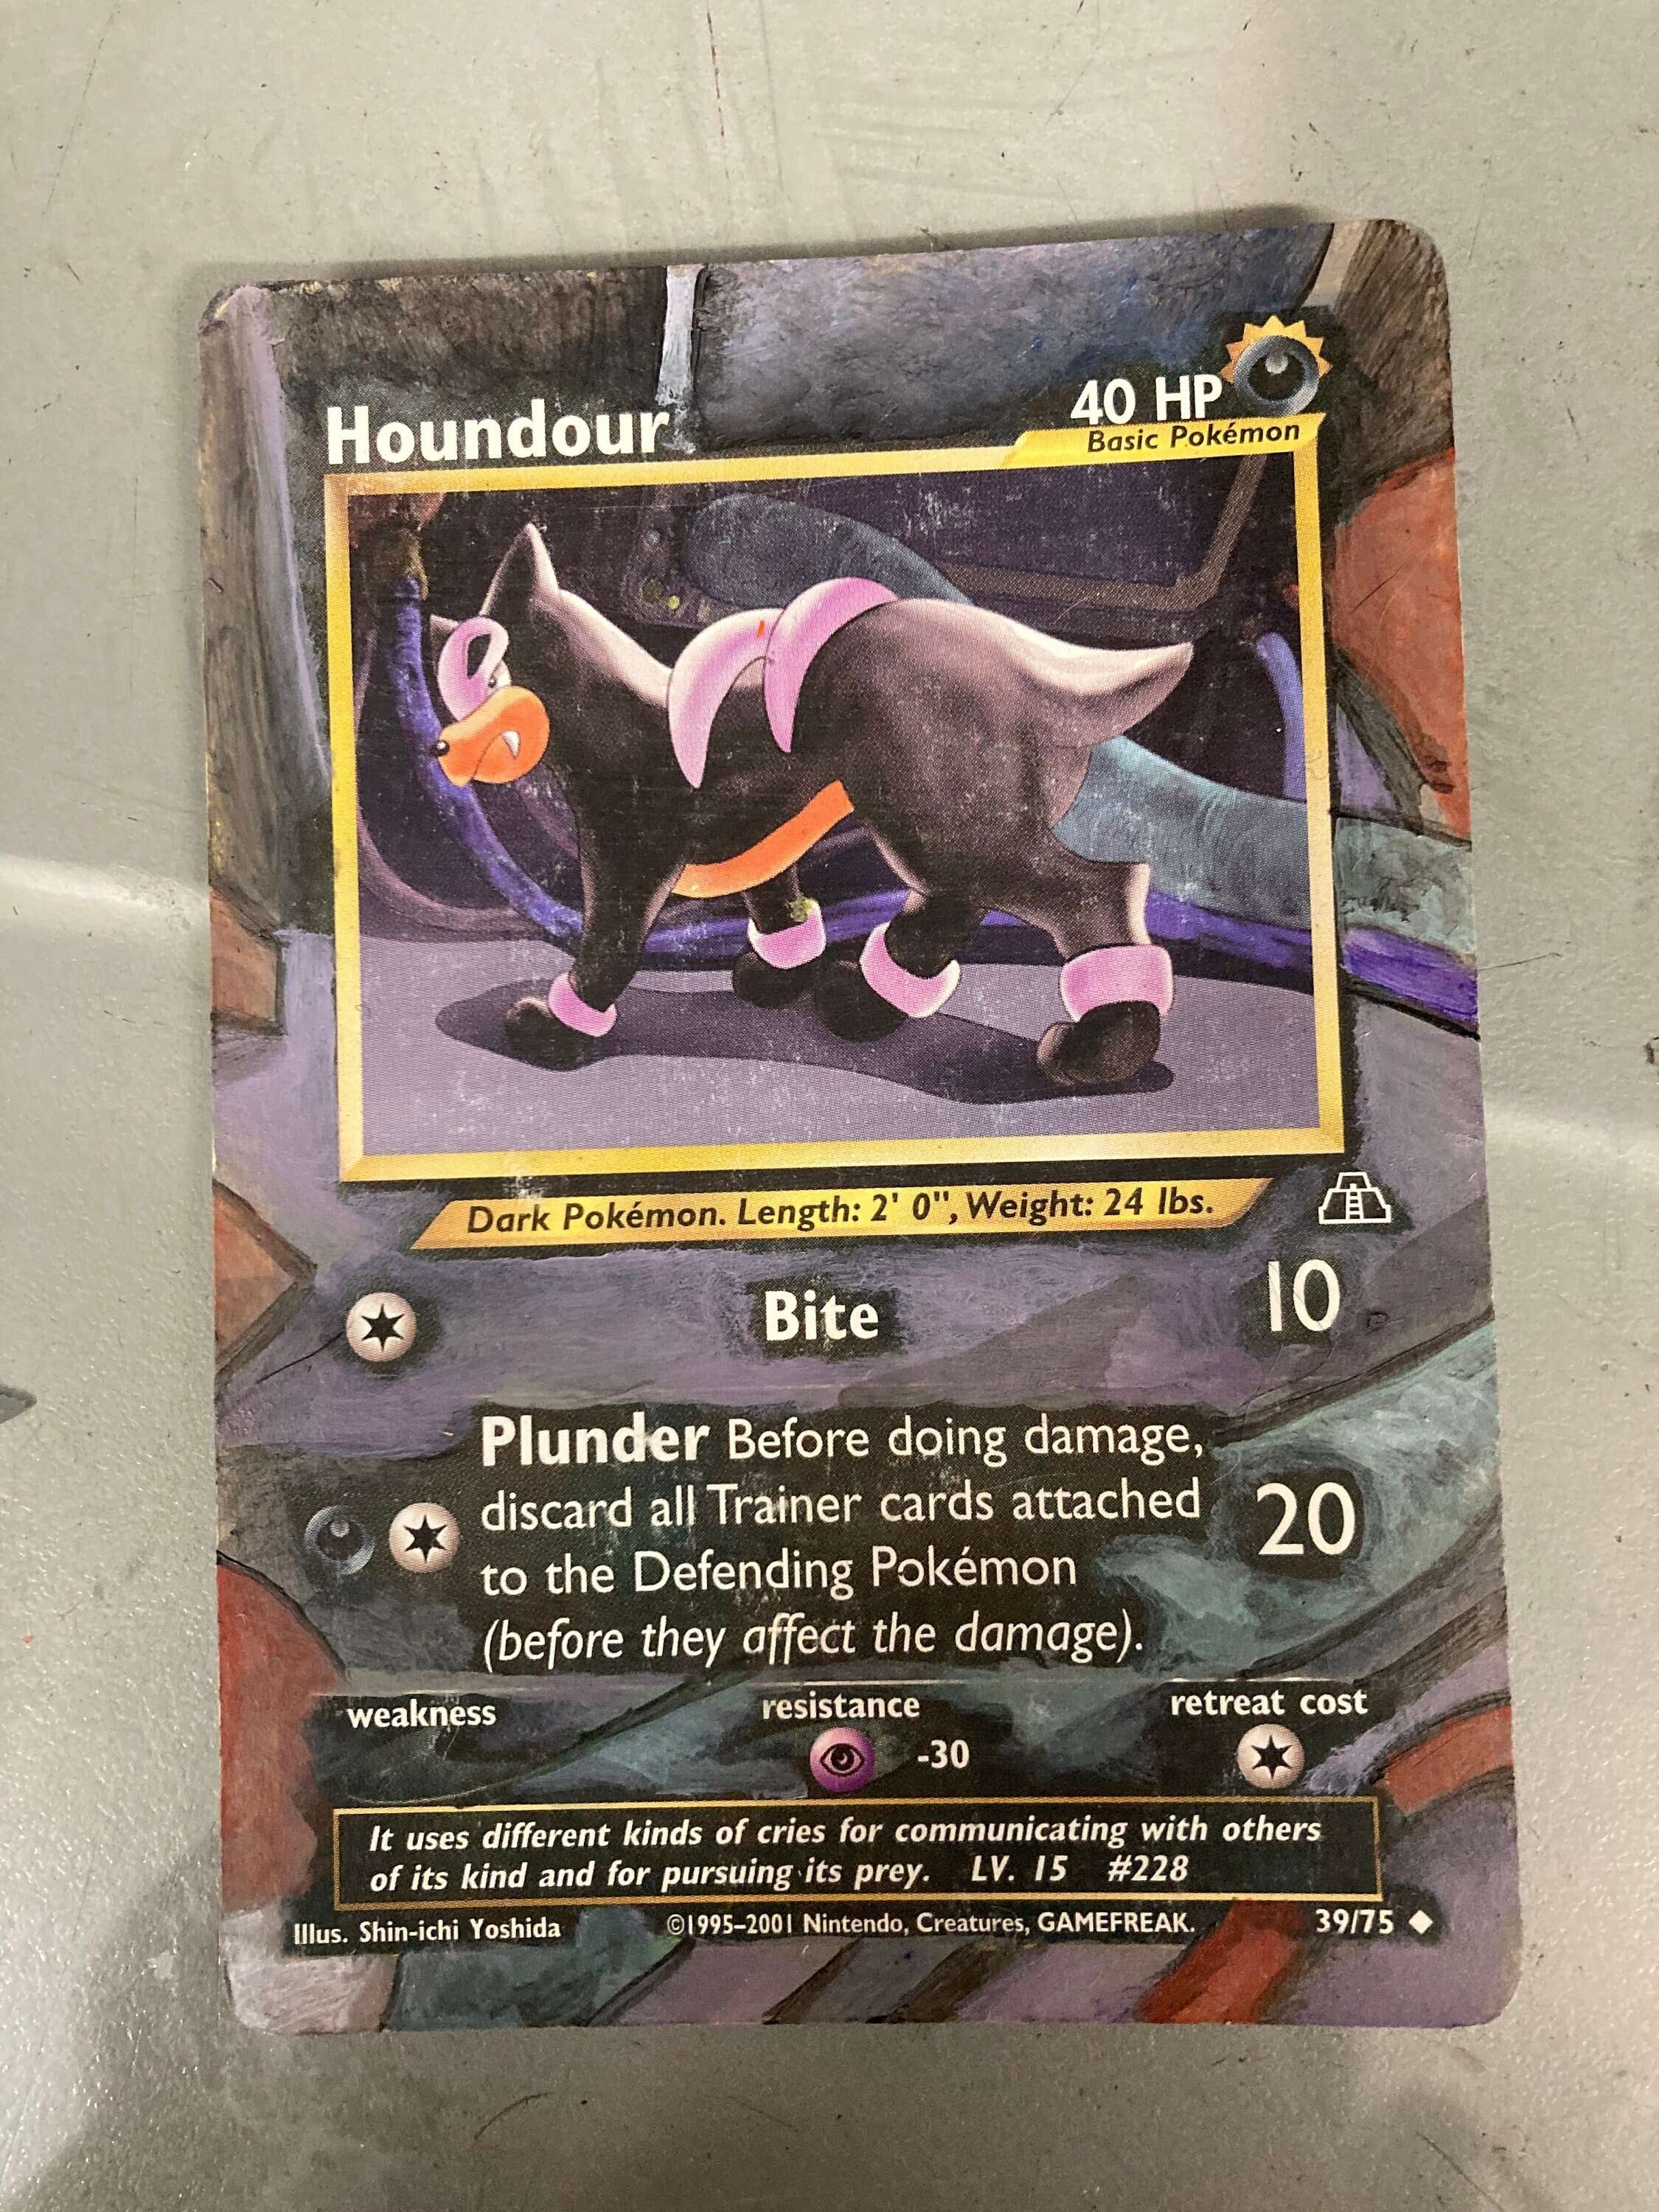 Houndour
40 HP
Basic Pokémon
Dark Pokémon. Length: 2' 0", Weight: 24 lbs.
Bite 10
Plunder Before doing damage,
discard all Trainer cards attached
to the Defending Pokémon
(before they affect the damage).
20
weakness resistance retreat cost
-30
It uses different kinds of cries for communicating with others
of its kind and for pursuing its prey. LV. 15 #228
Illus. Shin-ichi Yoshida ©1995–2001 Nintendo, Creatures, GAMEFREAK. 39/75 ◆